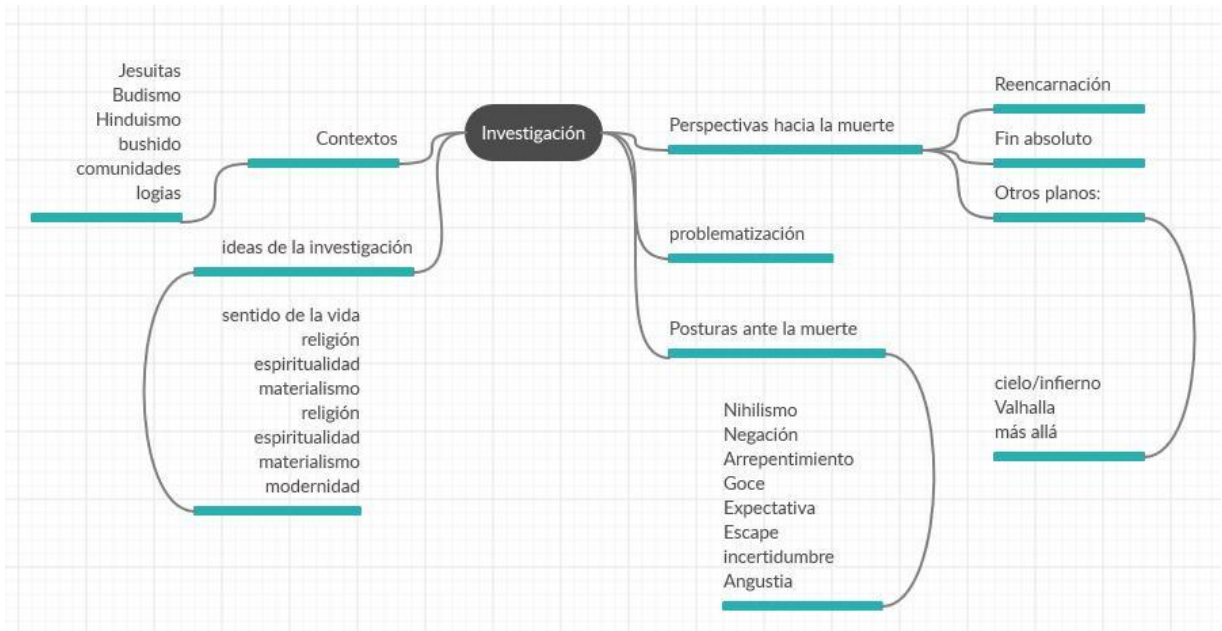 Investigación
Contextos
Jesuitas
Budismo
Hinduismo
bushido
comunidades
logias
ideas de la investigación
sentido de la vida
religión
espiritualidad
materialismo
religión
espiritualidad
materialismo
modernidad
Perspectivas hacia la muerte
Reencarnación
Fin absoluto
Otros planos:
cielo/infierno
Valhalla
más allá
problematización
Posturas ante la muerte
Nihilismo
Negación
Arrepentimiento
Goce
Expectativa
Escape
incertidumbre
Angustia